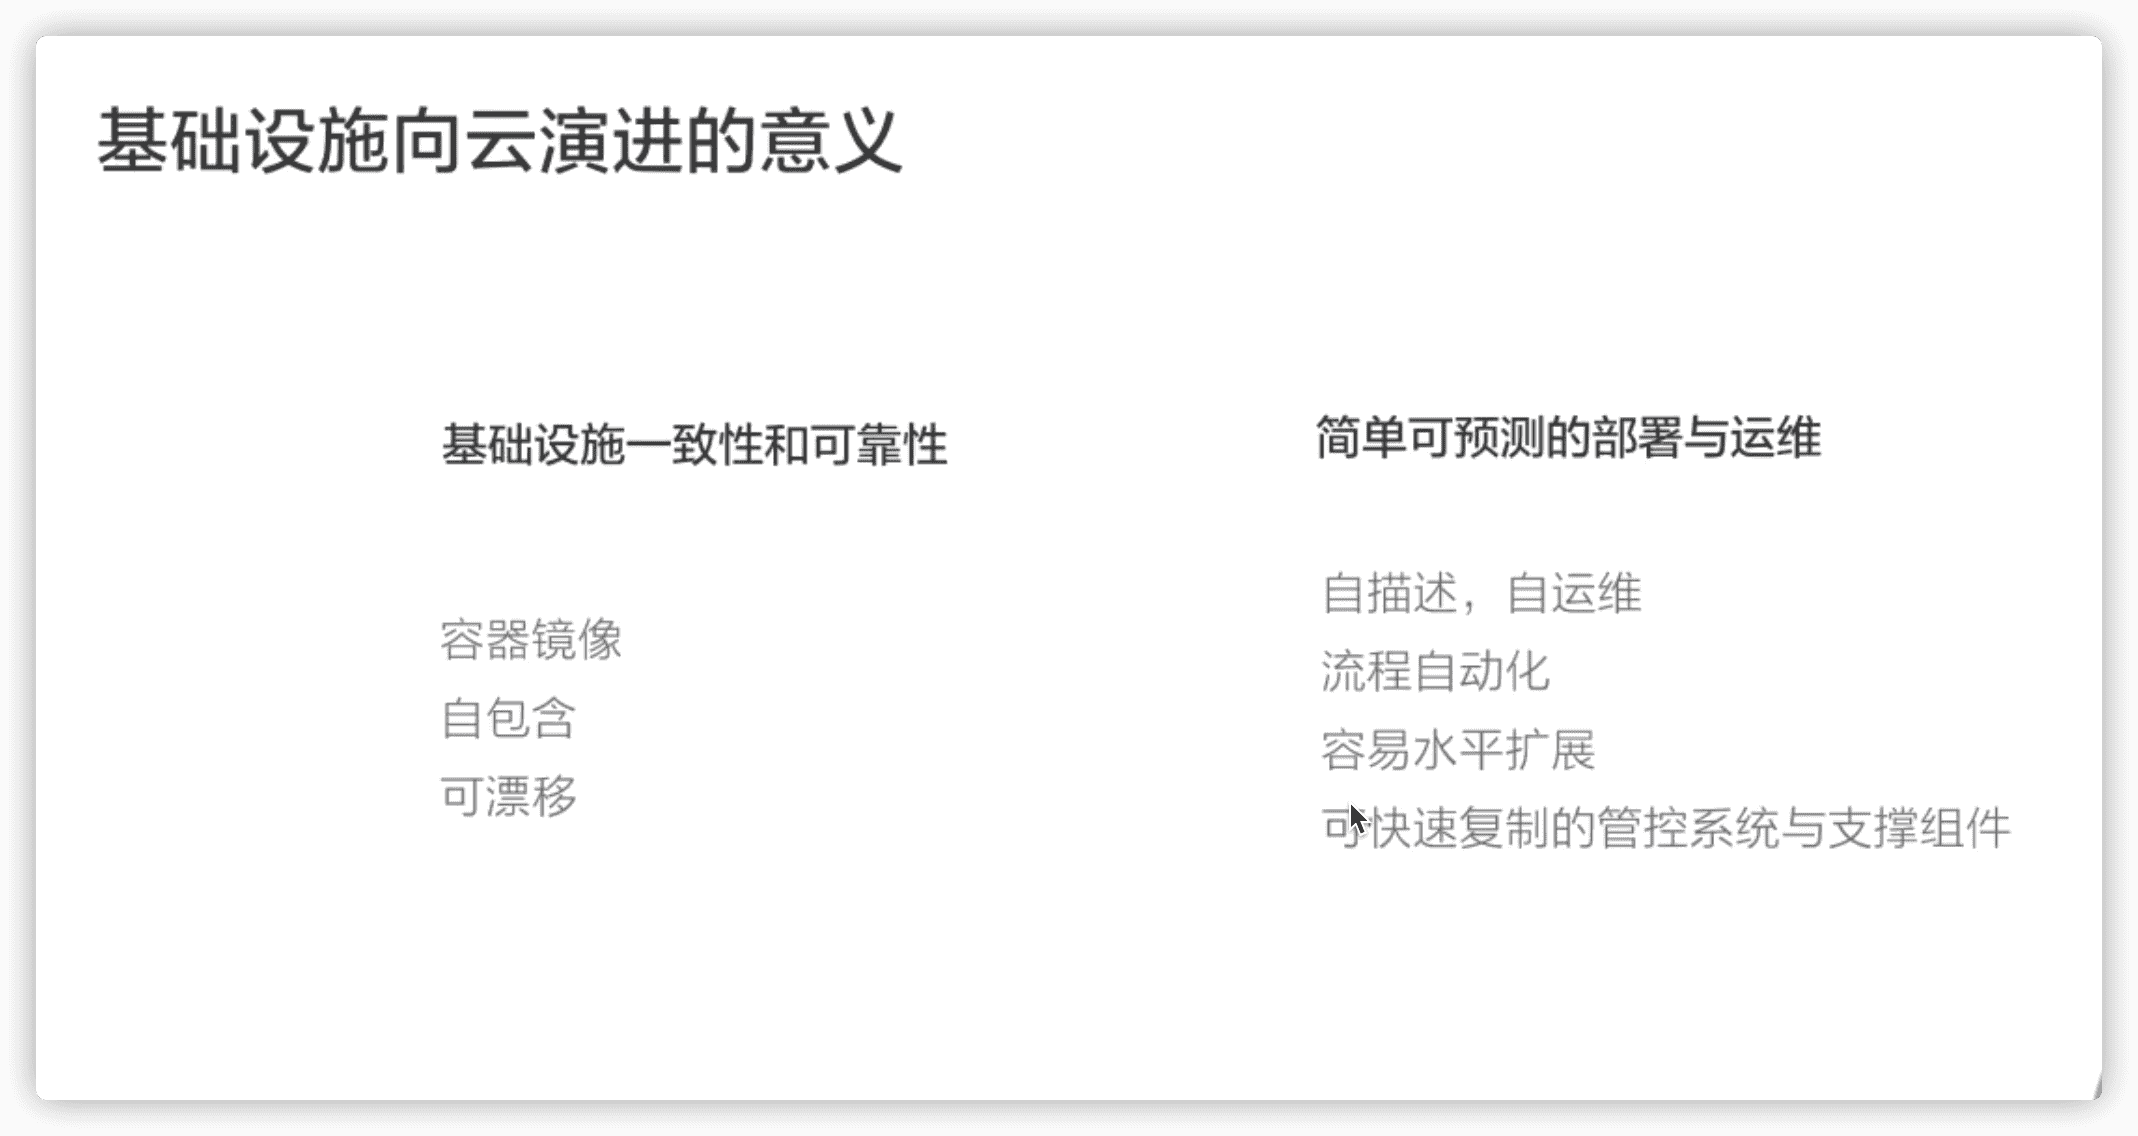 基础设施向云演进的意义
基础设施一致性和可靠性
容器镜像
自包含
可漂移
简单可预测的部署与运维
自描述，自运维
流程自动化
容易水平扩展
可快速复制的管控系统与支撑组件